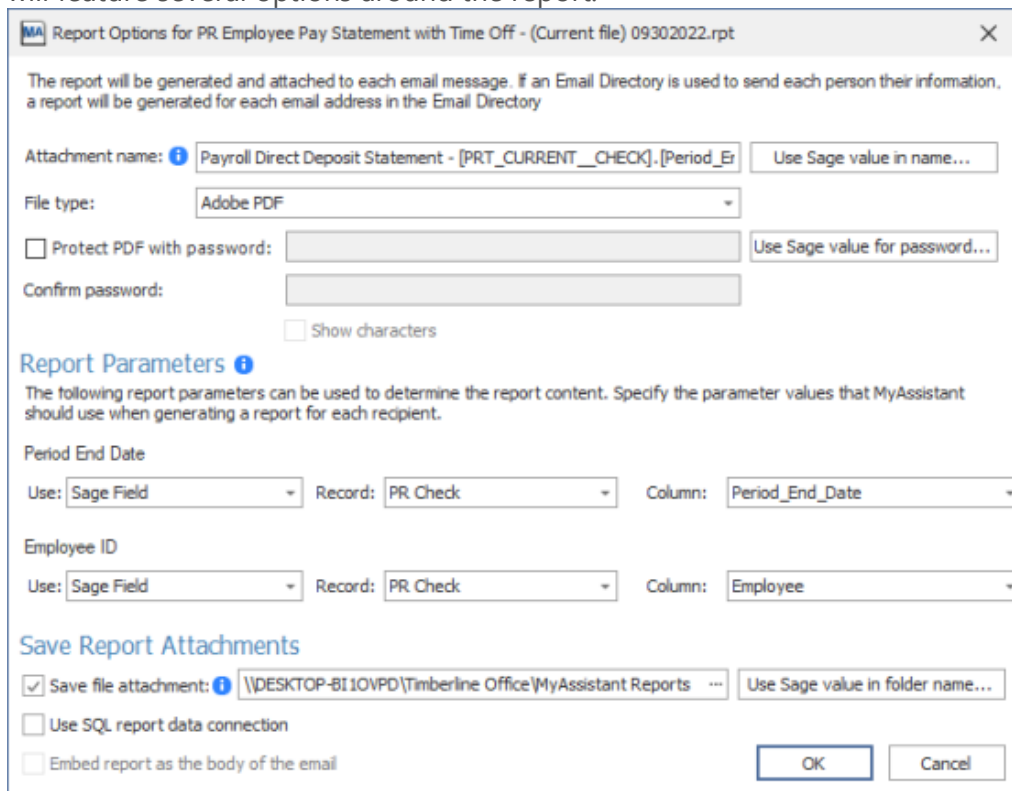 will feature several options around the report.
MA Report Options for PR Employee Pay Statement with Time Off - (Current file) 09302022.rpt
The report will be generated and attached to each email message. If an Email Directory is used to send each person their information,
a report will be generated for each email address in the Email Directory
Attachment name: Payroll Direct Deposit Statement - [PRT_CURRENT__CHECK].[Period_Er Use Sage value in name...
File type: Adobe PDF
Protect PDF with password: Use Sage value for password...
Confirm password:
Show characters
Report Parameters
The following report parameters can be used to determine the report content. Specify the parameter values that MyAssistant
should use when generating a report for each recipient.
Period End Date
Use: Sage Field Record: PR Check Column: Period_End_Date
Employee ID
Use: Sage Field Record: PR Check Column: Employee
Save Report Attachments
Save file attachment: \\DESKTOP-BI1OVPD\Timberline Office\MyAssistant Reports ... Use Sage value in folder name...
Use SQL report data connection
Embed report as the body of the email
OK Cancel